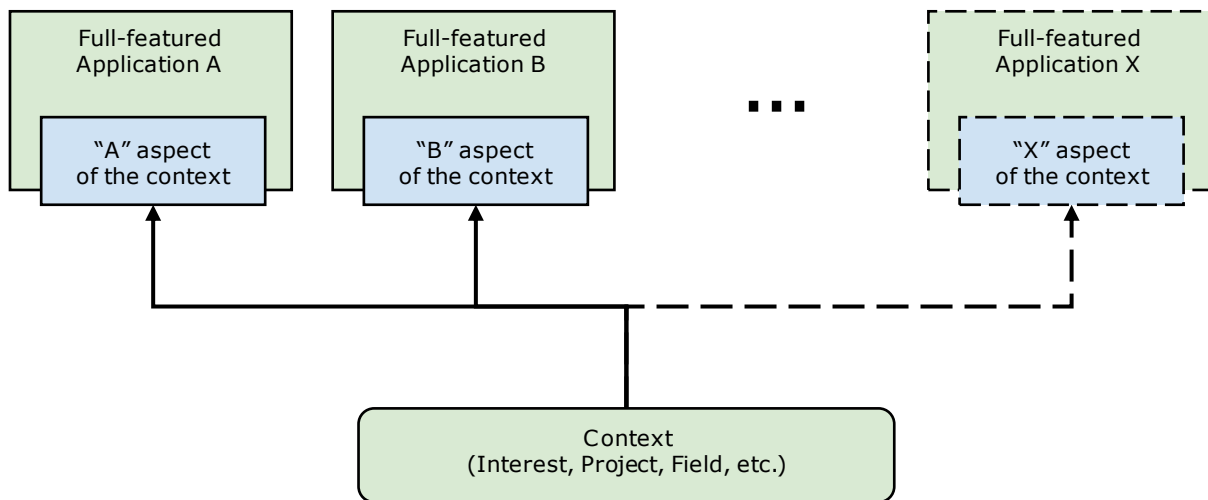 Full-featured
Application A
“A” aspect
of the context
Full-featured
Application B
“B” aspect
of the context
...
Full-featured
Application X
“X” aspect
of the context
Context
(Interest, Project, Field, etc.)